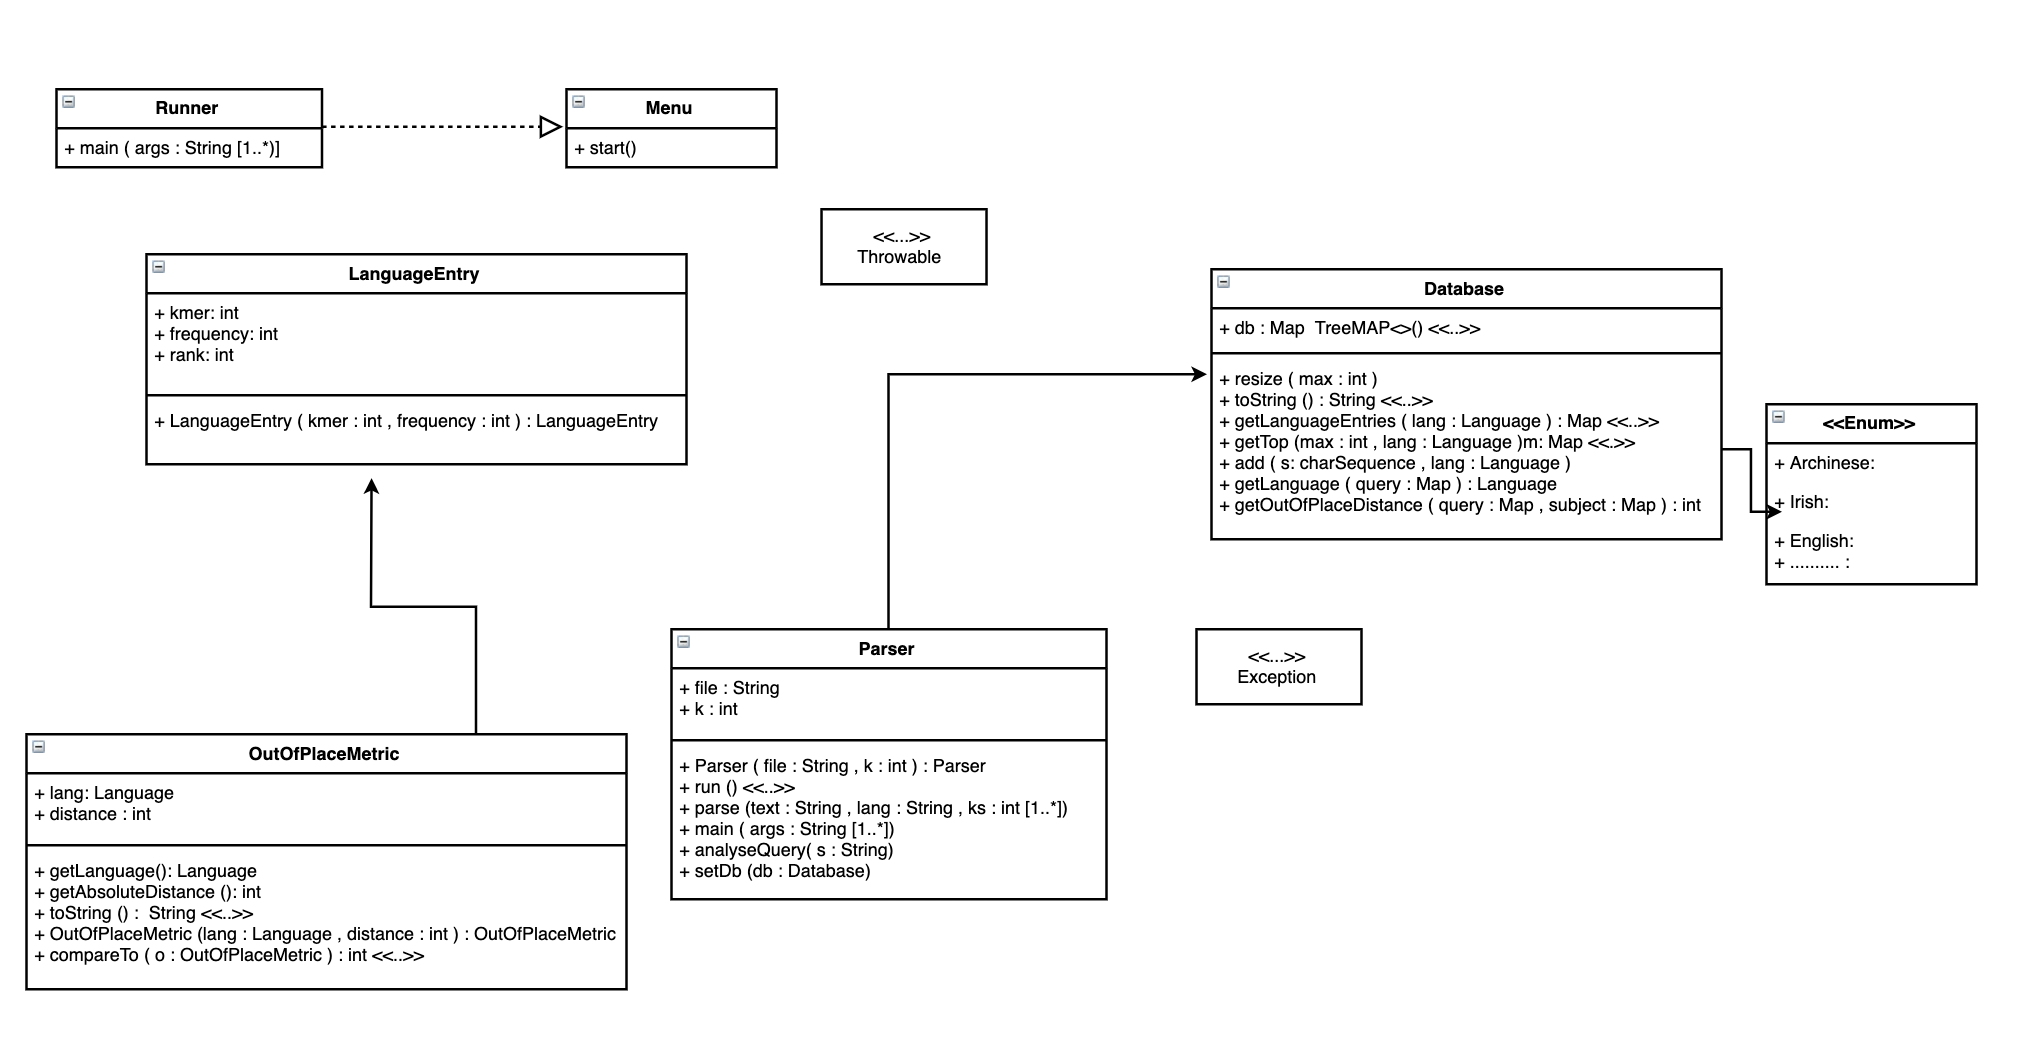 Runner
+ main ( args : String [1..*)]
Menu
+ start()
<<...>>
Throwable
LanguageEntry
+ kmer: int
+ frequency: int
+ rank: int
+ LanguageEntry ( kmer : int , frequency : int ) : LanguageEntry
Database
+ db : Map  TreeMAP<>() <<..>>
+ resize ( max : int )
+ toString () : String <<..>>
+ getLanguageEntries ( lang : Language ) : Map <<..>>
+ getTop (max : int , lang : Language )m: Map <<.>>
+ add ( s: charSequence , lang : Language )
+ getLanguage ( query : Map ) : Language
+ getOutOfPlaceDistance ( query : Map , subject : Map ) : int
<<Enum>>
+ Archinese:
+ Irish:
+ English:
+ .......... :
Parser
+ file : String
+ k : int
+ Parser ( file : String , k : int ) : Parser
+ run () <<..>>
+ parse (text : String , lang : String , ks : int [1..*])
+ main ( args : String [1..*])
+ analyseQuery( s : String)
+ setDb (db : Database)
<<...>>
Exception
OutOfPlaceMetric
+ lang: Language
+ distance : int
+ getLanguage(): Language
+ getAbsoluteDistance (): int
+ toString () :  String <<..>>
+ OutOfPlaceMetric (lang : Language , distance : int ) : OutOfPlaceMetric
+ compareTo ( o : OutOfPlaceMetric ) : int <<..>>